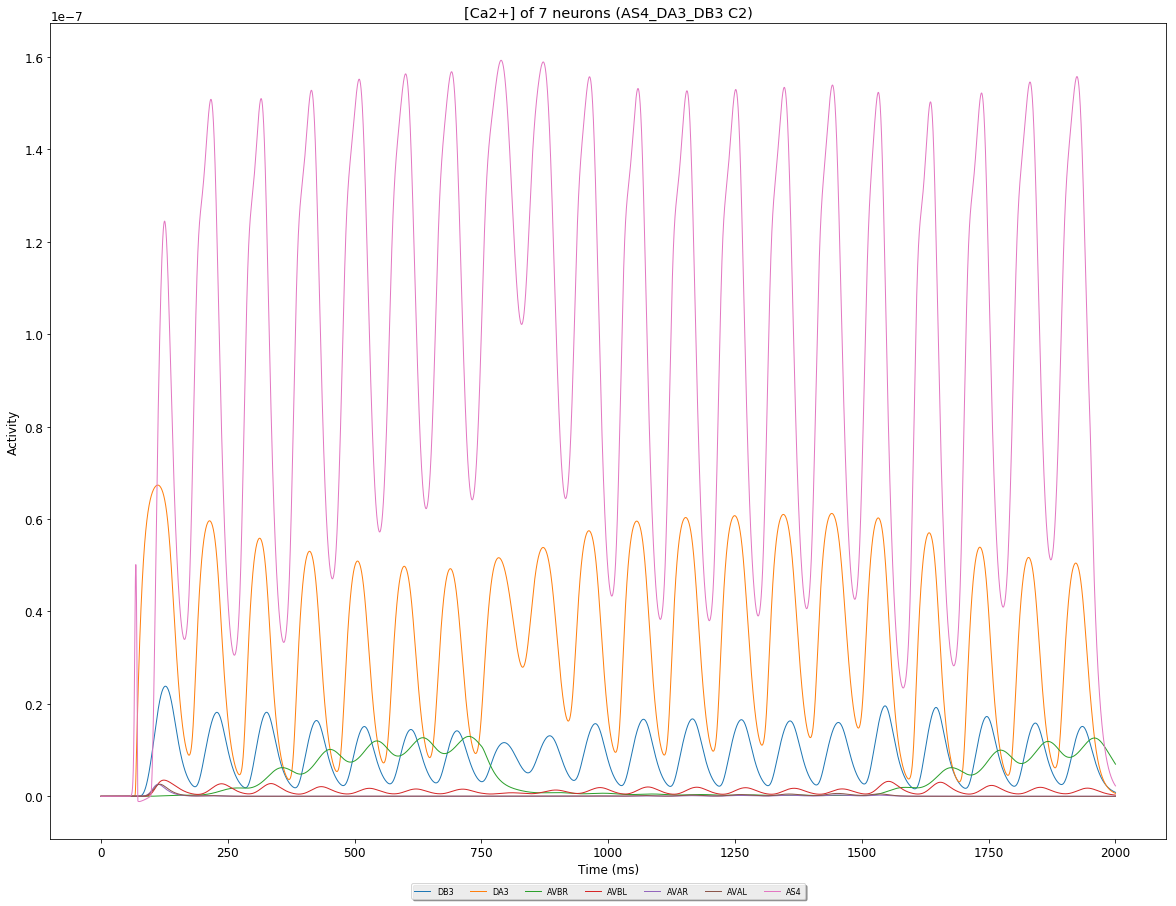 [Ca2+] of 7 neurons (AS4_DA3_DB3 C2)
1e−7
1.6
1.4
1.2
1.0
0.8
0.6
0.4
0.2
0.0
Activity
0 250 500 750 1000 1250 1500 1750 2000
Time (ms)
DB3 DA3 AVBR AVBL AVAR AVAL AS4